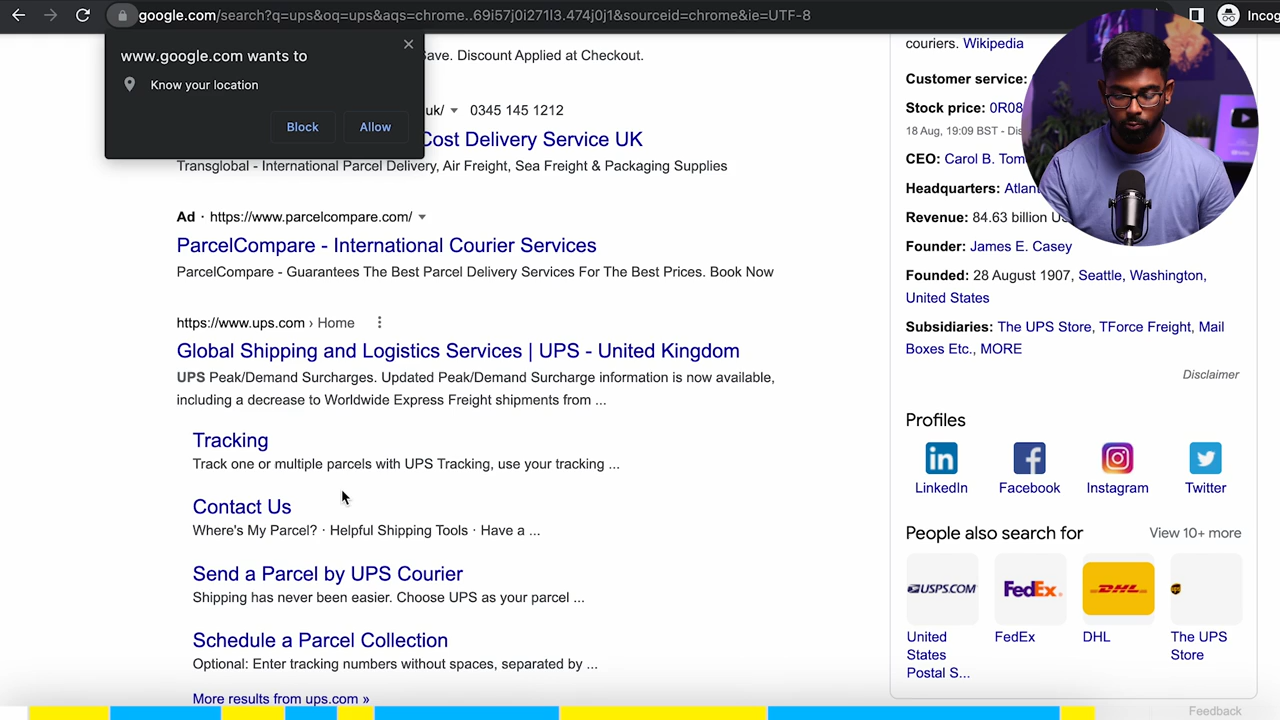 google.com/search?q=ups&oq=ups&aqs=chrome..69i57j0i271l3.474j0j1&sourceid=chrome&ie=UTF-8
Incog
www.google.com wants to
Know your location
Block
Allow
Save. Discount Applied at Checkout.
uk/ 0345 145 1212
Cost Delivery Service UK
Transglobal - International Parcel Delivery, Air Freight, Sea Freight & Packaging Supplies
Ad · https://www.parcelcompare.com/
ParcelCompare - International Courier Services
ParcelCompare - Guarantees The Best Parcel Delivery Services For The Best Prices. Book Now
https://www.ups.com › Home
Global Shipping and Logistics Services | UPS - United Kingdom
UPS Peak/Demand Surcharges. Updated Peak/Demand Surcharge information is now available,
including a decrease to Worldwide Express Freight shipments from ...
Tracking
Track one or multiple parcels with UPS Tracking, use your tracking ...
Contact Us
Where's My Parcel? · Helpful Shipping Tools · Have a ...
Send a Parcel by UPS Courier
Shipping has never been easier. Choose UPS as your parcel ...
Schedule a Parcel Collection
Optional: Enter tracking numbers without spaces, separated by ...
More results from ups.com »
couriers. Wikipedia
Customer service:
Stock price: 0R08
18 Aug, 19:09 BST - Dis
CEO: Carol B. Tom
Headquarters: Atlan
Revenue: 84.63 billion U
Founder: James E. Casey
Founded: 28 August 1907, Seattle, Washington,
United States
Subsidiaries: The UPS Store, TForce Freight, Mail
Boxes Etc., MORE
Disclaimer
Profiles
in
LinkedIn
Facebook
Instagram
Twitter
People also search for
View 10+ more
USPS.COM
FedEx
DHL
United
States
Postal S...
FedEx
DHL
The UPS
Store
Feedback